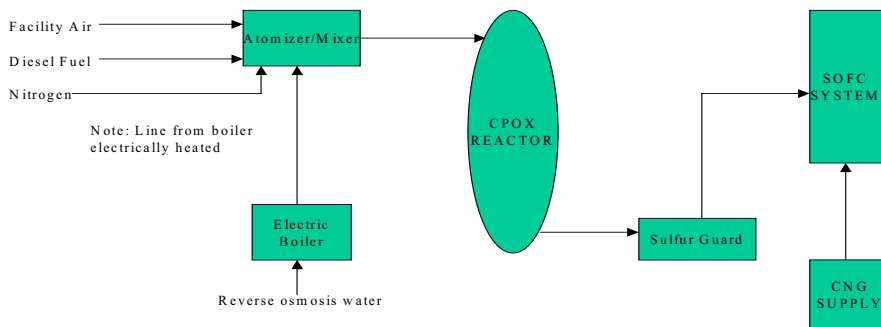 Facility Air
Diesel Fuel
Nitrogen
Atomizer/Mixer
Note: Line from boiler
electrically heated
Electric
Boiler
Reverse osmosis water
CPOX
REACTOR
Sulfur Guard
SOFC
SYSTEM
CNG
SUPPLY